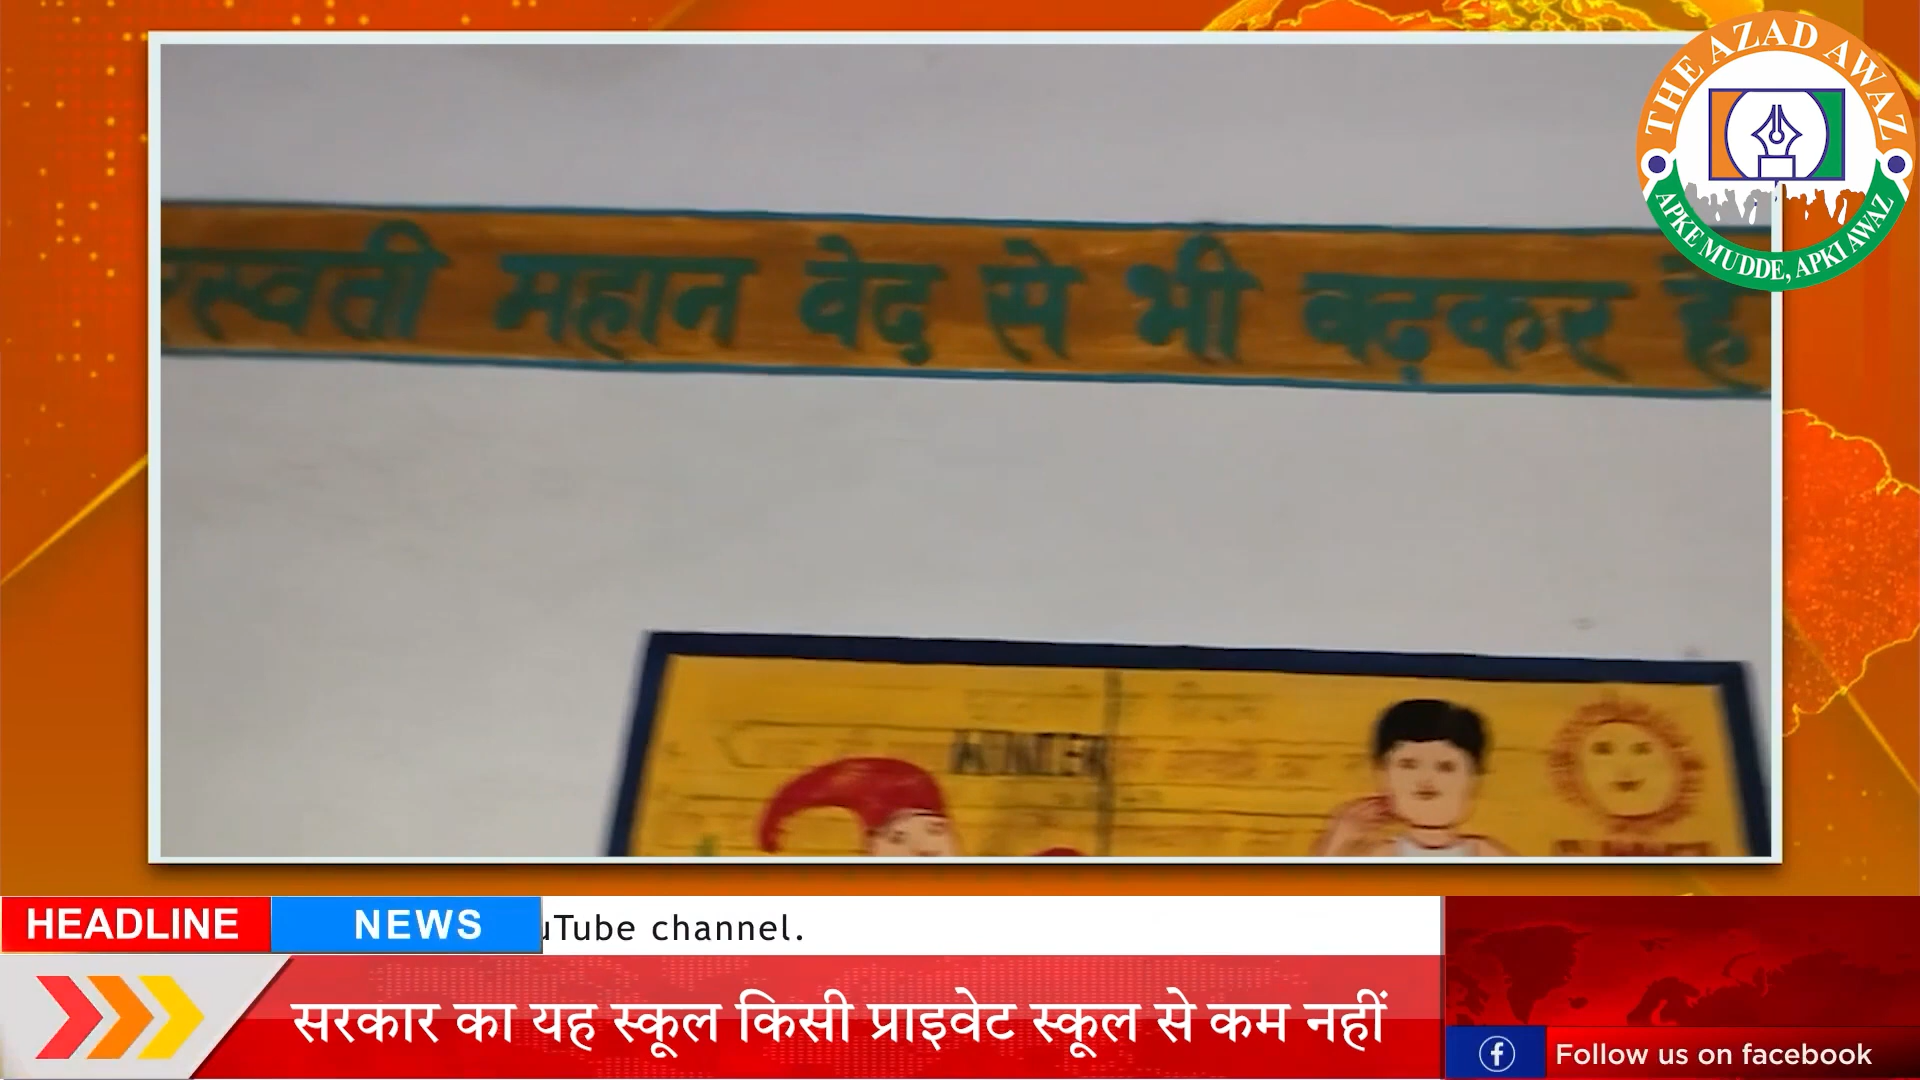 THE AZAD AWAZ
APKE MUDDE, APKI AWAZ
रस्वती महान वेद से भी बढ़कर है
WINTER
HEADLINE
NEWS
uTube channel.
सरकार का यह स्कूल किसी प्राइवेट स्कूल से कम नहीं
Follow us on facebook